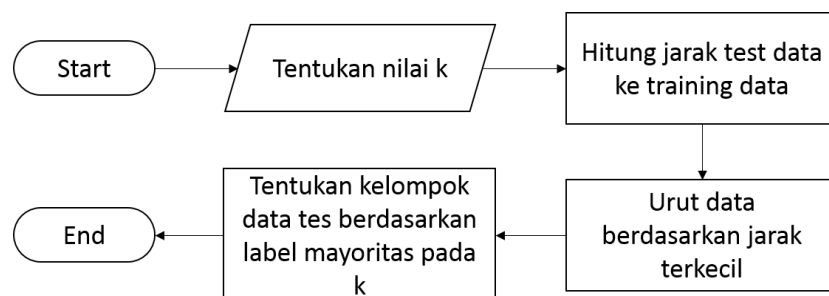 Start
Tentukan nilai k
Hitung jarak test data
ke training data
Urut data
berdasarkan jarak
terkecil
Tentukan kelompok
data tes berdasarkan
label mayoritas pada
k
End